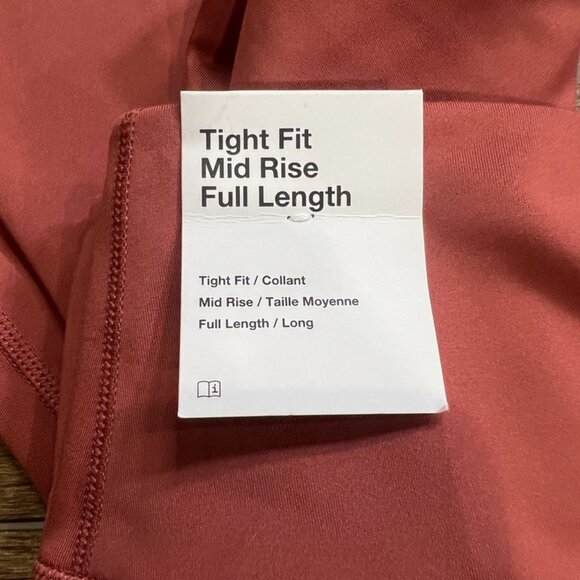 Tight Fit
Mid Rise
Full Length
Tight Fit / Collant
Mid Rise / Taille Moyenne
Full Length / Long
i